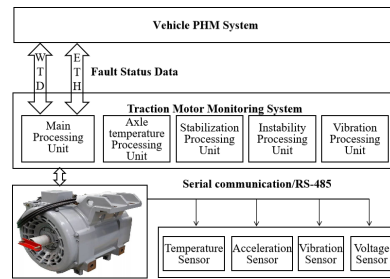 Vehicle PHM System
WTD
ETH
Fault Status Data
Traction Motor Monitoring System
Main
Processing
Unit
Axle
temperature
Processing
Unit
Stabilization
Processing
Unit
Instability
Processing
Unit
Vibration
Processing
Unit
Serial communication/RS-485
Temperature
Sensor
Acceleration
Sensor
Vibration
Sensor
Voltage
Sensor